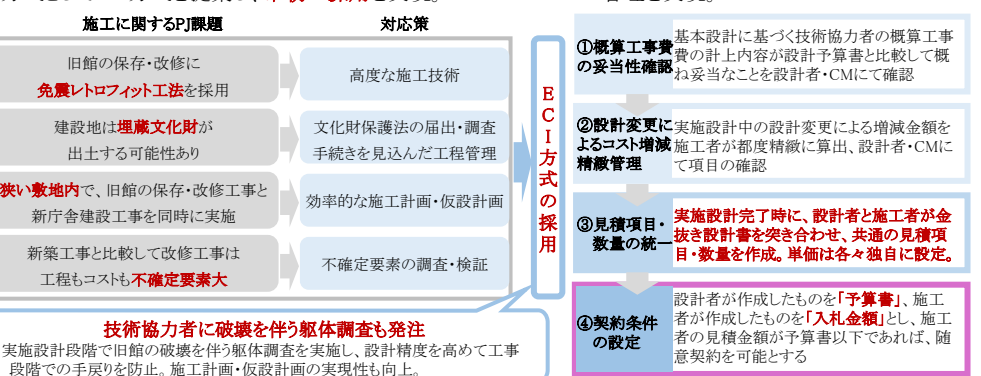 施工に関するPJ課題
対応策
旧館の保存・改修に
免震レトロフィット工法を採用
高度な施工技術
建設地は埋蔵文化財が
出土する可能性あり
文化財保護法の届出・調査
手続きを見込んだ工程管理
狭い敷地内で、旧館の保存・改修工事と
新庁舎建設工事を同時に実施
効率的な施工計画・仮設計画
新築工事と比較して改修工事は
工程もコストも不確定要素大
不確定要素の調査・検証
ECI方式の採用
技術協力者に破壊を伴う躯体調査も発注
実施設計段階で旧館の破壊を伴う躯体調査を実施し、設計精度を高めて工事
段階での手戻りを防止。施工計画・仮設計画の実現性も向上。
①概算工事費
の妥当性確認
基本設計に基づく技術協力者の概算工事
費の計上内容が設計予算書と比較して概
ね妥当なことを設計者・CMにて確認
②設計変更に
よるコスト増減
精緻管理
実施設計中の設計変更による増減金額を
施工者が都度精緻に算出、設計者・CMに
て項目の確認
③見積項目・
数量の統一
実施設計完了時に、設計者と施工者が金
抜き設計書を突き合わせ、共通の見積項
目・数量を作成。単価は各々独自に設定。
④契約条件
の設定
設計者が作成したものを「予算書」、施工
者が作成したものを「入札金額」とし、施工
者の見積金額が予算書以下であれば、随
意契約を可能とする